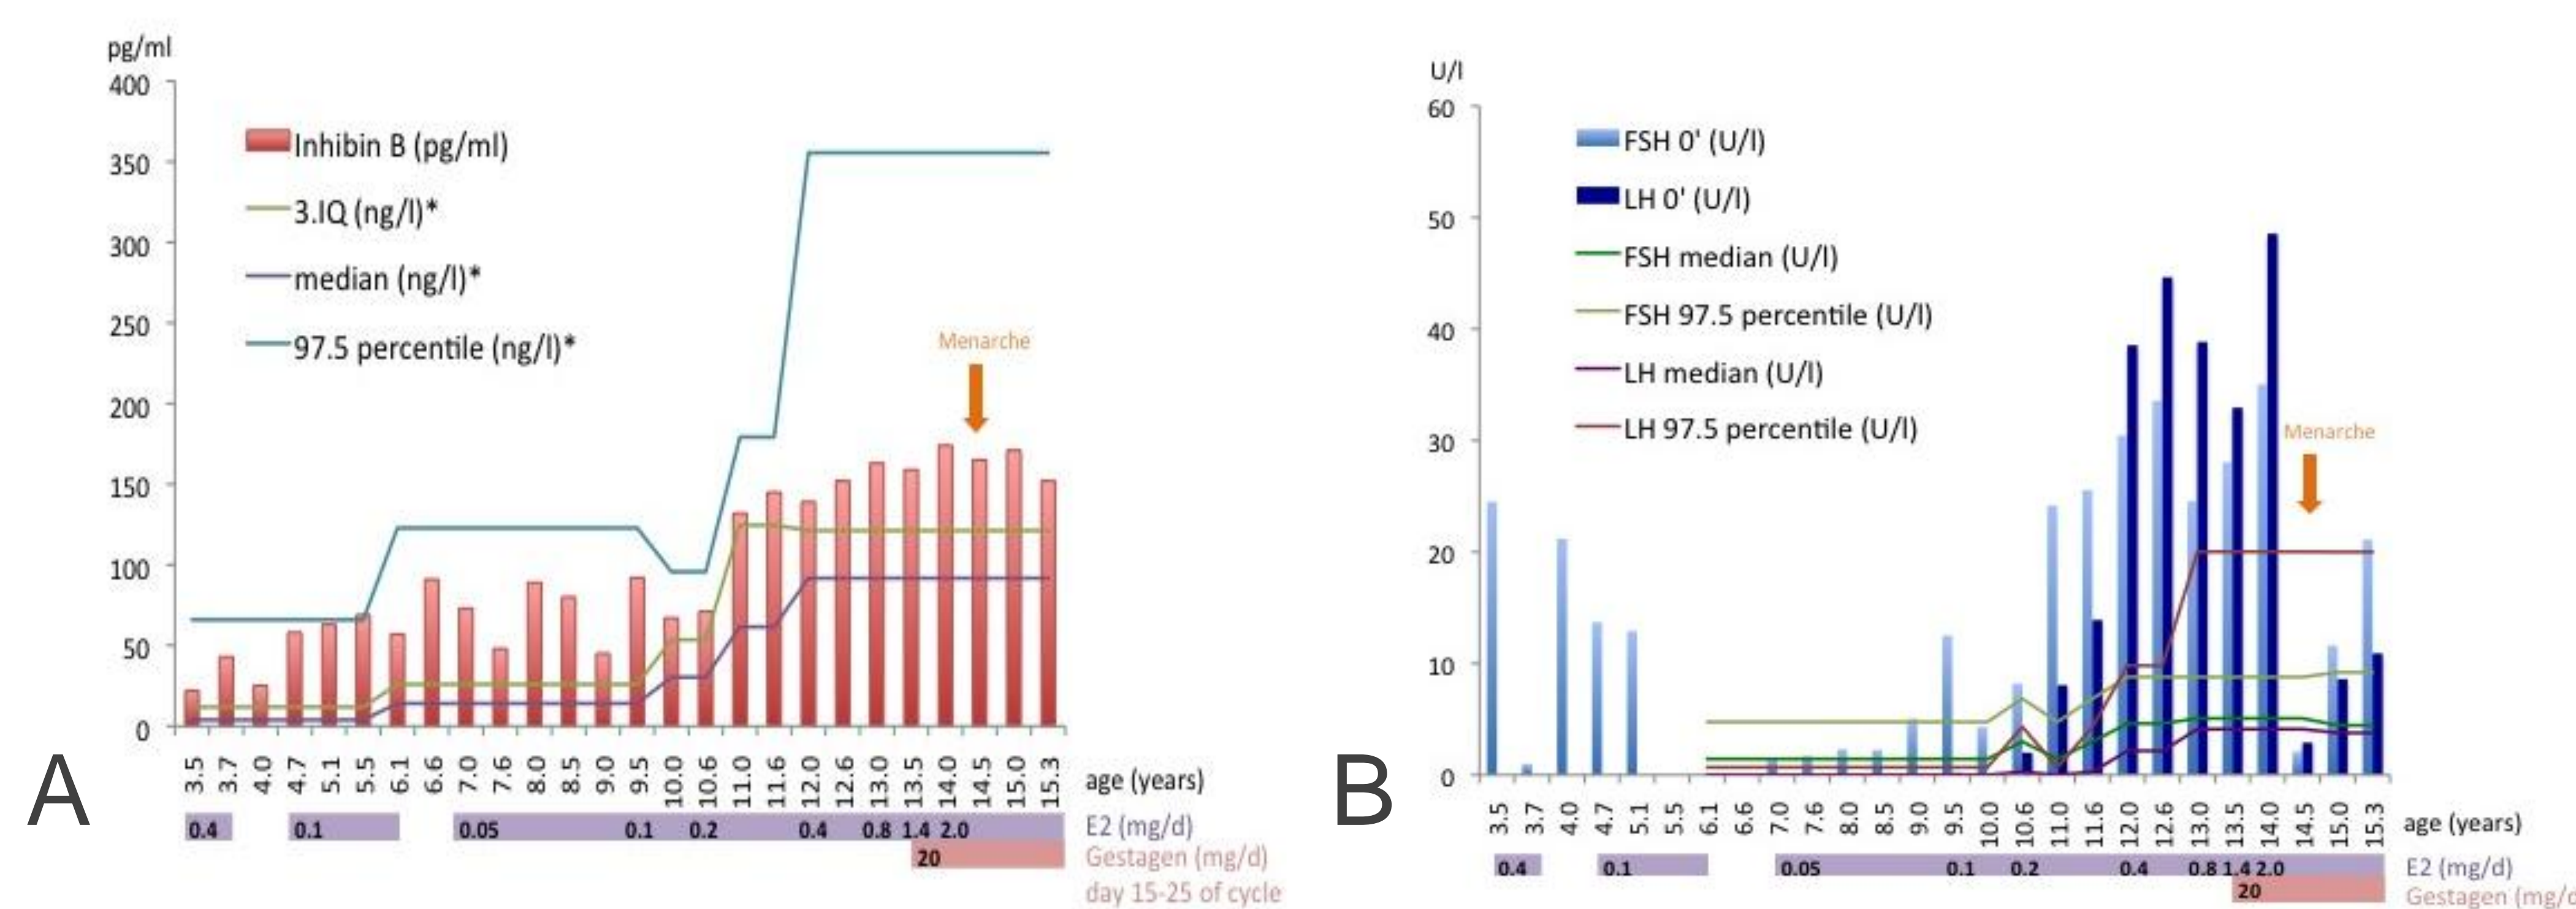 pg/ml
400
350
300
250
200
150
100
50
0
Inhibin B (pg/ml)
3.IQ (ng/l)*
median (ng/l)*
97.5 percentile (ng/l)*
Menarche
3.5 3.7 4.0 4.7 5.1 5.5 6.1 6.6 7.0 7.6 8.0 8.5 9.0 9.5 10.0 10.6 11.0 11.6 12.0 12.6 13.0 13.5 14.0 14.5 15.0 15.3
age (years)
0.4 0.1 0.05 0.1 0.2 0.4 0.8 1.4 2.0
E2 (mg/d)
20
Gestagen (mg/d)
day 15-25 of cycle
A
U/l
60
50
40
30
20
10
0
FSH 0' (U/l)
LH 0' (U/l)
FSH median (U/l)
FSH 97.5 percentile (U/l)
LH median (U/l)
LH 97.5 percentile (U/l)
Menarche
3.5 3.7 4.0 4.7 5.1 5.5 6.1 6.6 7.0 7.6 8.0 8.5 9.0 9.5 10.0 10.6 11.0 11.6 12.0 12.6 13.0 13.5 14.0 14.5 15.0 15.3
age (years)
0.4 0.1 0.05 0.1 0.2 0.4 0.8 1.4 2.0
E2 (mg/d)
20
Gestagen (mg/d
B